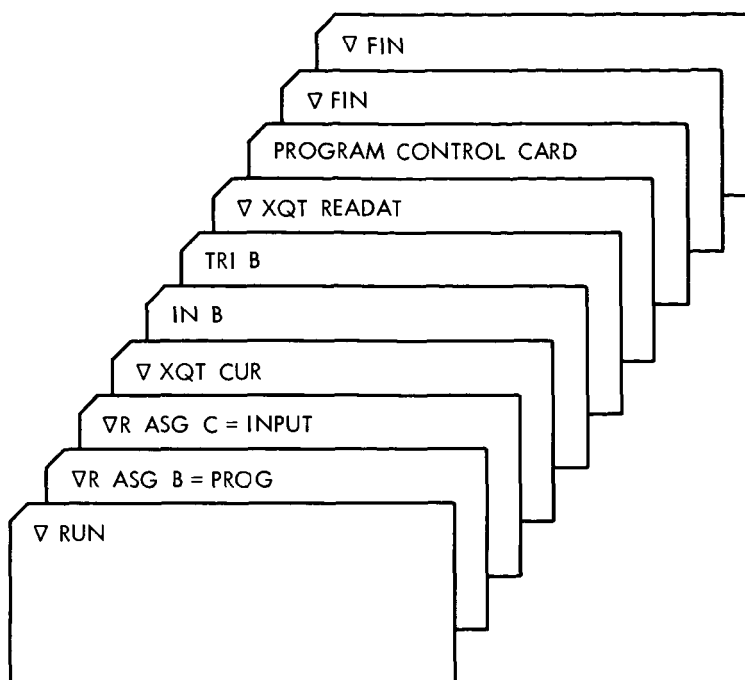 ∇ FIN
∇ FIN
PROGRAM CONTROL CARD
∇ XQT READAT
TRI B
IN B
∇ XQT CUR
∇R ASG C = INPUT
∇R ASG B = PROG
∇ RUN